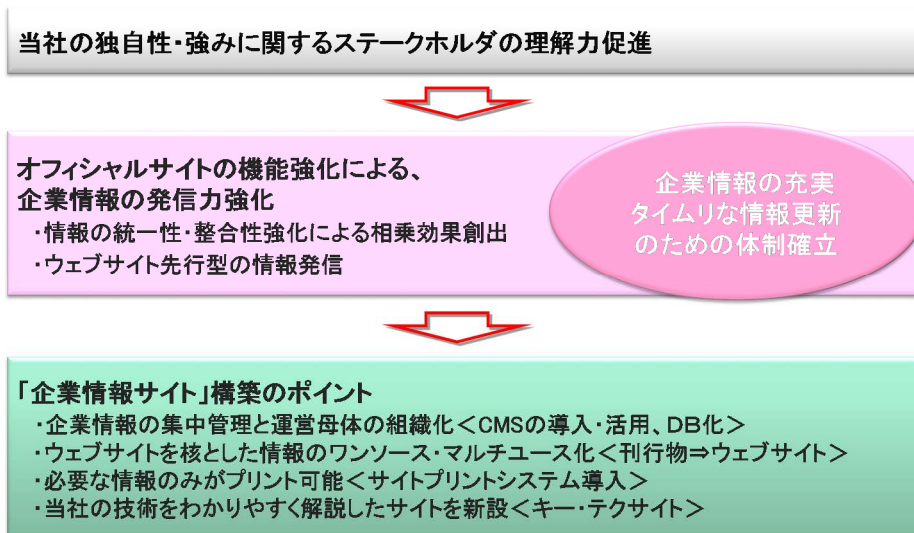 当社の独自性・強みに関するステークホルダの理解力促進
オフィシャルサイトの機能強化による、
企業情報の発信力強化
・情報の統一性・整合性強化による相乗効果創出
・ウェブサイト先行型の情報発信
企業情報の充実
タイムリな情報更新
のための体制確立
「企業情報サイト」構築のポイント
・企業情報の集中管理と運営母体の組織化＜CMSの導入・活用、DB化＞
・ウェブサイトを核とした情報のワンソース・マルチユース化＜刊行物⇒ウェブサイト＞
・必要な情報のみがプリント可能＜サイトプリントシステム導入＞
・当社の技術をわかりやすく解説したサイトを新設＜キー・テクサイト＞